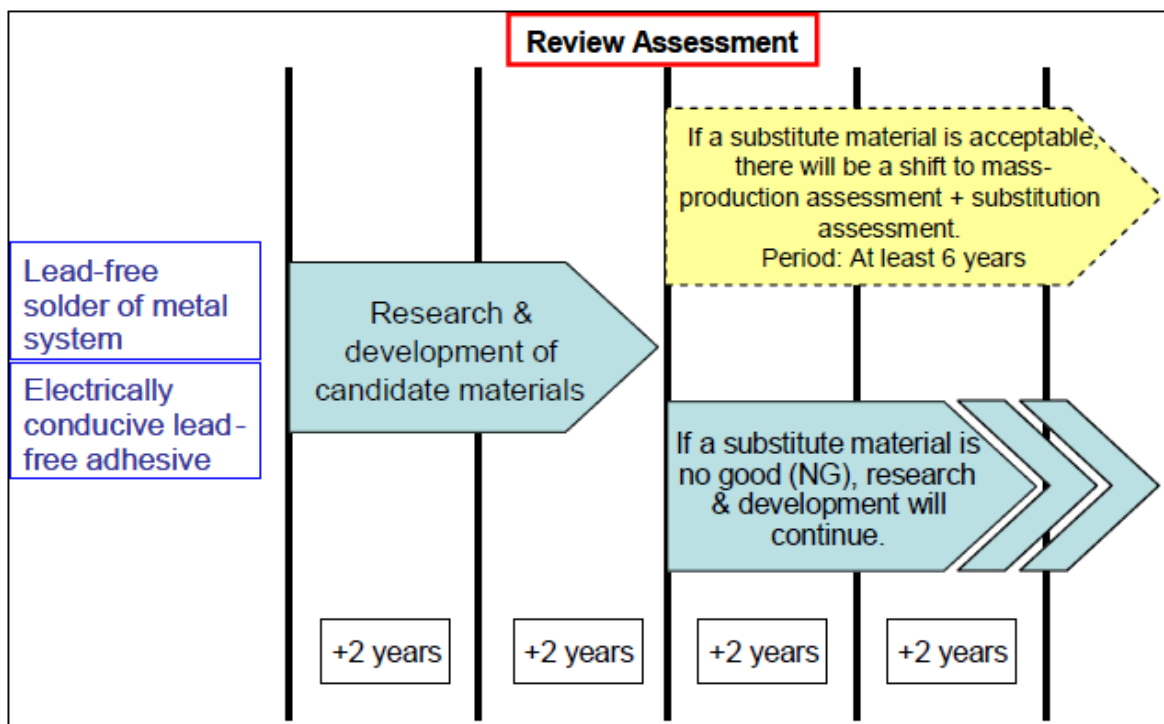 Review Assessment
If a substitute material is acceptable,
there will be a shift to mass-
production assessment + substitution
assessment.
Period: At least 6 years
Lead-free
solder of metal
system
Electrically
conducive lead-
free adhesive
Research &
development of
candidate materials
If a substitute material is
no good (NG), research
& development will
continue.
+2 years
+2 years
+2 years
+2 years